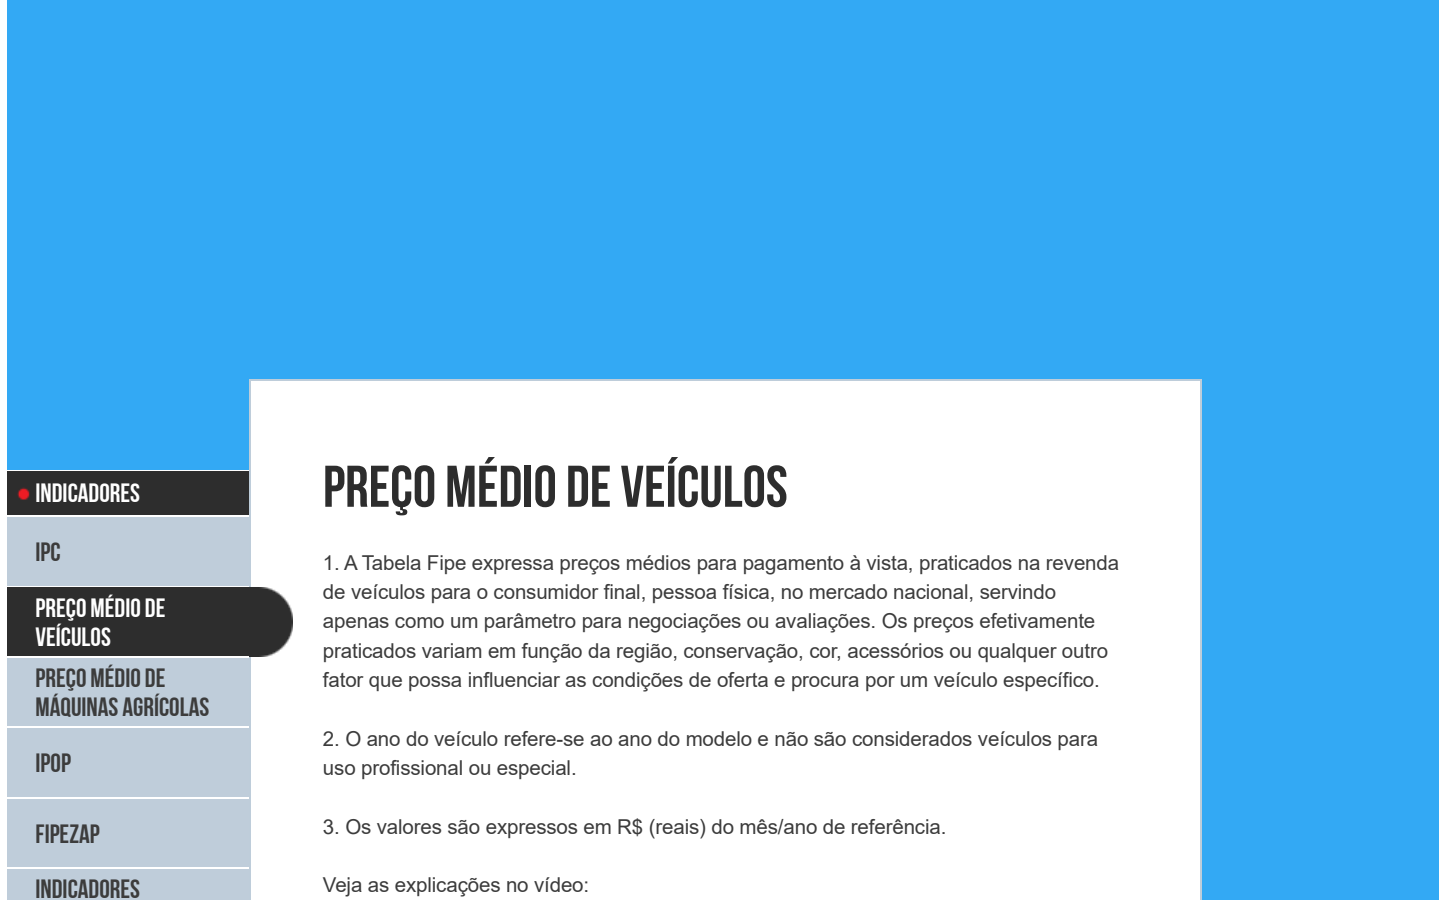 INDICADORES
IPC
PREÇO MÉDIO DE
VEÍCULOS
PREÇO MÉDIO DE
MÁQUINAS AGRÍCOLAS
IPOP
FIPEZAP
INDICADORES
PREÇO MÉDIO DE VEÍCULOS
1. A Tabela Fipe expressa preços médios para pagamento à vista, praticados na revenda
de veículos para o consumidor final, pessoa física, no mercado nacional, servindo
apenas como um parâmetro para negociações ou avaliações. Os preços efetivamente
praticados variam em função da região, conservação, cor, acessórios ou qualquer outro
fator que possa influenciar as condições de oferta e procura por um veículo específico.
2. O ano do veículo refere-se ao ano do modelo e não são considerados veículos para
uso profissional ou especial.
3. Os valores são expressos em R$ (reais) do mês/ano de referência.
Veja as explicações no vídeo: